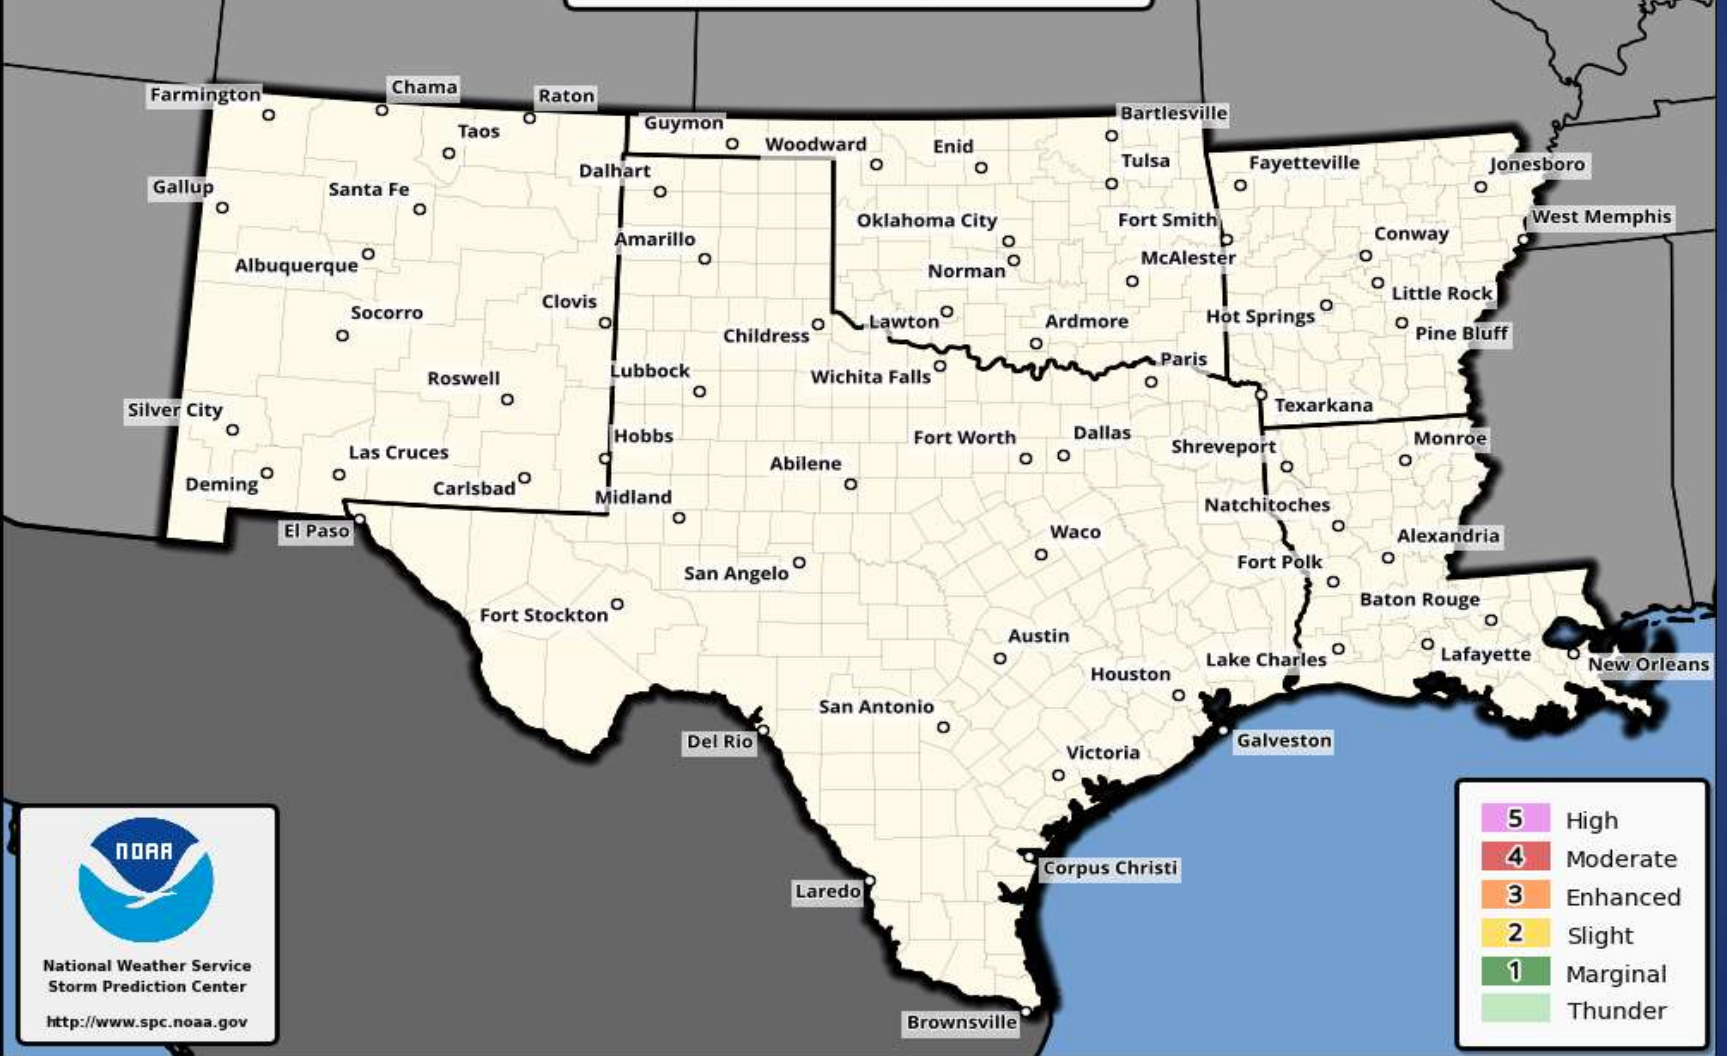 Farmington
Chama
Raton
Taos
Guymon
Woodward
Enid
Bartlesville
Tulsa
Fayetteville
Jonesboro
Gallup
Santa Fe
Dalhart
Oklahoma City
Fort Smith
West Memphis
Albuquerque
Amarillo
Norman
McAlester
Conway
Socorro
Clovis
Childress
Lawton
Ardmore
Hot Springs
Little Rock
Pine Bluff
Roswell
Lubbock
Wichita Falls
Paris
Texarkana
Silver City
Las Cruces
Hobbs
Abilene
Fort Worth
Dallas
Shreveport
Monroe
Deming
Carlsbad
Midland
Natchitoches
El Paso
San Angelo
Waco
Fort Polk
Alexandria
Fort Stockton
Austin
Baton Rouge
Houston
Lake Charles
Lafayette
New Orleans
San Antonio
Del Rio
Victoria
Galveston
Laredo
Corpus Christi
Brownsville
NOAA
National Weather Service
Storm Prediction Center
http://www.spc.noaa.gov
5 High
4 Moderate
3 Enhanced
2 Slight
1 Marginal
Thunder